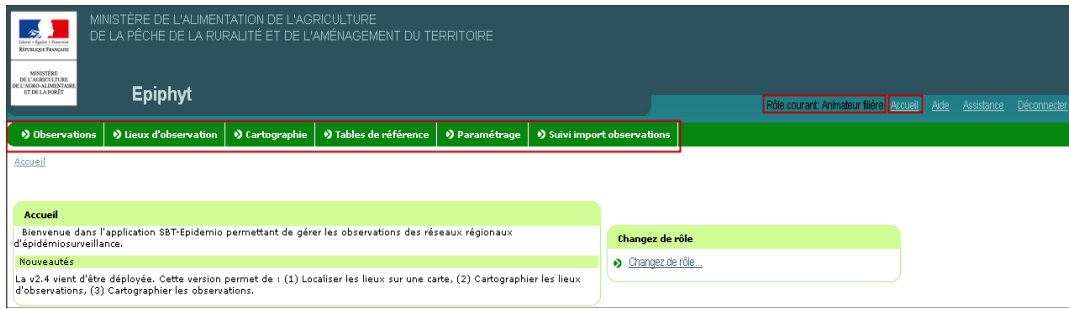 MINISTÈRE DE L'ALIMENTATION DE L'AGRICULTURE
DE LA PÊCHE DE LA RURALITÉ ET DE L'AMÉNAGEMENT DU TERRITOIRE
Liberté • Égalité • Fraternité
RÉPUBLIQUE FRANÇAISE
MINISTÈRE
DE L'AGRICULTURE
DE L'AGRO-ALIMENTAIRE
ET DE LA FORÊT
Epiphyt
Rôle courant: Animateur filière Accueil Aide Assistance Déconnecter
Observations Lieux d'observation Cartographie Tables de référence Paramétrage Suivi import observations
Accueil
Accueil
Bienvenue dans l'application SBT-Epidemio permettant de gérer les observations des réseaux régionaux
d'épidémiosurveillance.
Nouveautés
La v2.4 vient d'être déployée. Cette version permet de : (1) Localiser les lieux sur une carte, (2) Cartographier les lieux
d'observations, (3) Cartographier les observations.
Changez de rôle
Changez de rôle...